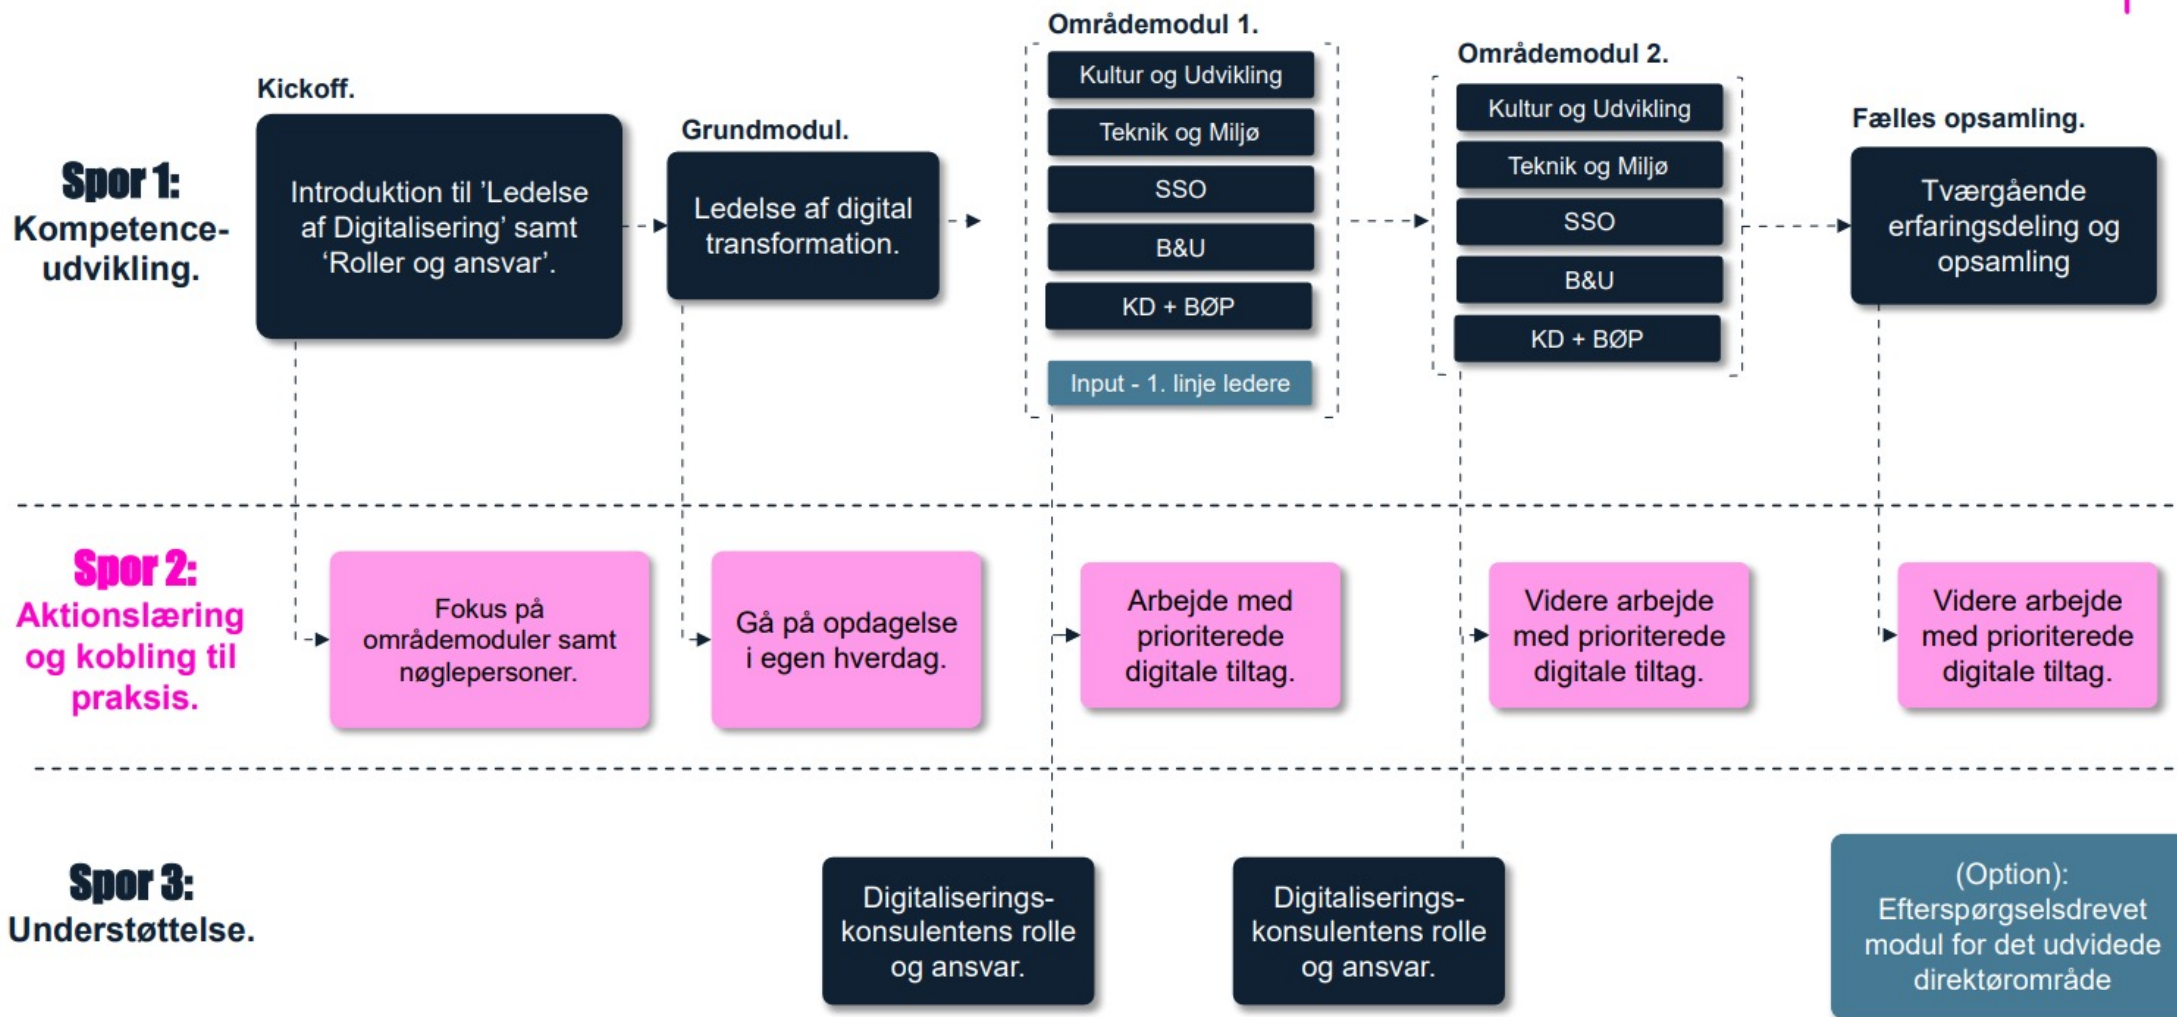 Spor 1:
Kompetence-
udvikling.
Kickoff.
Introduktion til ’Ledelse
af Digitalisering’ samt
‘Roller og ansvar’.
Grundmodul.
Ledelse af digital
transformation.
Områdemodul 1.
Kultur og Udvikling
Teknik og Miljø
SSO
B&U
KD + BØP
Input - 1. linje ledere
Områdemodul 2.
Kultur og Udvikling
Teknik og Miljø
SSO
B&U
KD + BØP
Fælles opsamling.
Tværgående
erfaringsdeling og
opsamling
Spor 2:
Aktionslæring
og kobling til
praksis.
Fokus på
områdemoduler samt
nøglepersoner.
Gå på opdagelse
i egen hverdag.
Arbejde med
prioriterede
digitale tiltag.
Videre arbejde
med prioriterede
digitale tiltag.
Videre arbejde
med prioriterede
digitale tiltag.
Spor 3:
Understøttelse.
Digitaliserings-
konsulentens rolle
og ansvar.
Digitaliserings-
konsulentens rolle
og ansvar.
(Option):
Efterspørgselsdrevet
modul for det udvidede
direktørområde